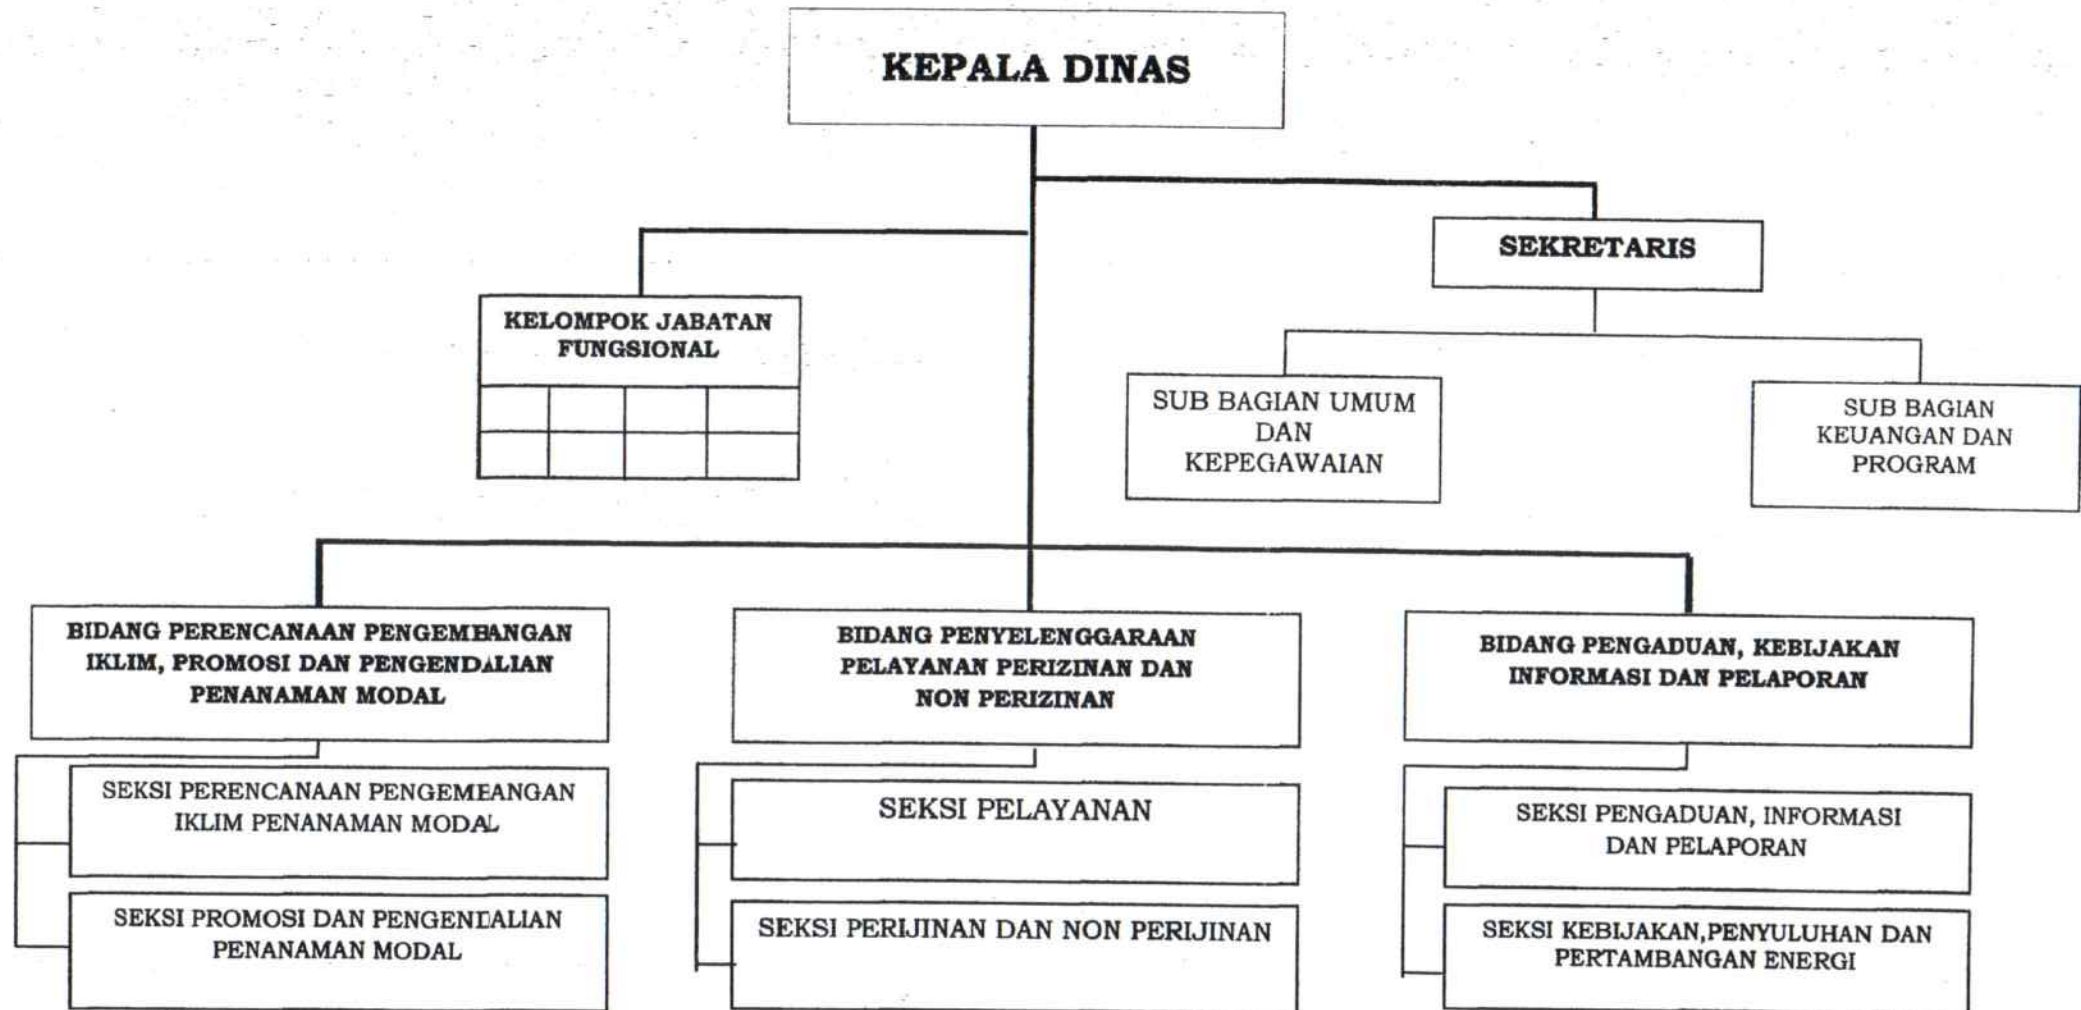 KEPALA DINAS
SEKRETARIS
KELOMPOK JABATAN
FUNGSIONAL
SUB BAGIAN UMUM
DAN
KEPEGAWAIAN
SUB BAGIAN
KEUANGAN DAN
PROGRAM
BIDANG PERENCANAAN PENGEMBANGAN
IKLIM, PROMOSI DAN PENGENDALIAN
PENANAMAN MODAL
SEKSI PERENCANAAN PENGEMBANGAN
IKLIM PENANAMAN MODAL
SEKSI PROMOSI DAN PENGENDALIAN
PENANAMAN MODAL
BIDANG PENYELENGGARAAN
PELAYANAN PERIZINAN DAN
NON PERIZINAN
SEKSI PELAYANAN
SEKSI PERIJINAN DAN NON PERIJINAN
BIDANG PENGADUAN, KEBIJAKAN
INFORMASI DAN PELAPORAN
SEKSI PENGADUAN, INFORMASI
DAN PELAPORAN
SEKSI KEBIJAKAN,PENYULUHAN DAN
PERTAMBANGAN ENERGI